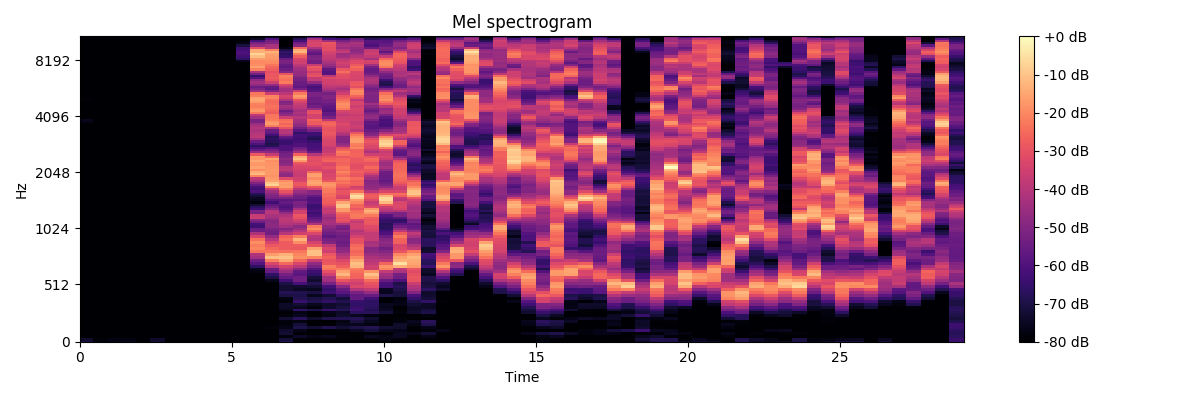 Mel spectrogram
8192
4096
2048
1024
512
0
Hz
0 5 10 15 20 25
Time
+0 dB
-10 dB
-20 dB
-30 dB
-40 dB
-50 dB
-60 dB
-70 dB
-80 dB